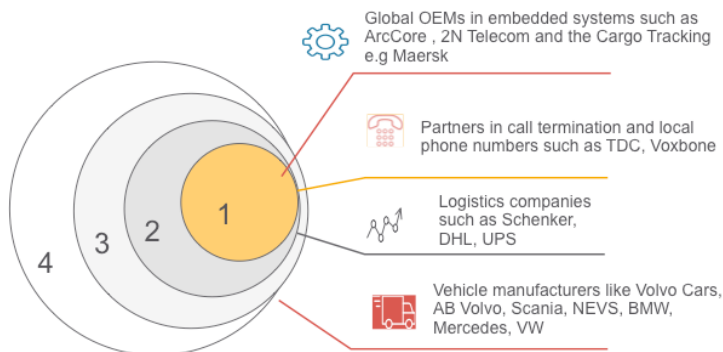 Global OEMs in embedded systems such as
ArcCore , 2N Telecom and the Cargo Tracking
e.g Maersk
Partners in call termination and local
phone numbers such as TDC, Voxbone
Logistics companies
such as Schenker,
DHL, UPS
Vehicle manufacturers like Volvo Cars,
AB Volvo, Scania, NEVS, BMW,
Mercedes, VW
1
2
3
4